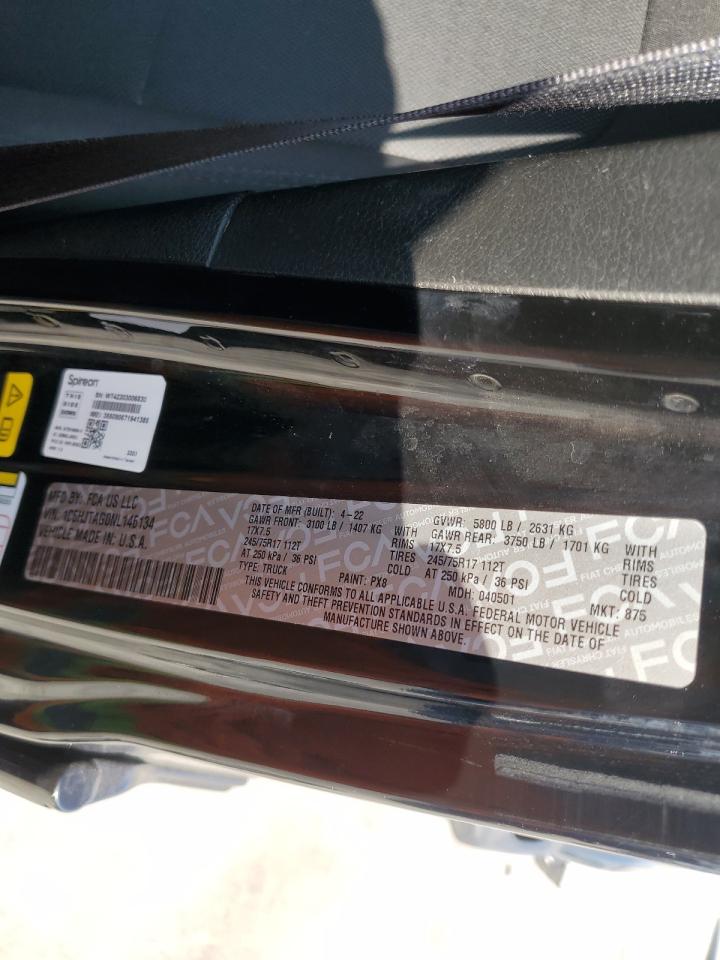 Spireon
SN: WT42203006830
IMEI:
MFD. BY: FCA US LLC
VIN: 1C6HJTAG0NL146134
VEHICLE MADE IN: U.S.A.
DATE OF MFR (BUILT): 4-22 GVWR: 5800 LB / 2631 KG
GAWR FRONT: 3100 LB / 1407 KG WITH GAWR REAR: 3750 LB / 1701 KG WITH
17X7.5 RIMS 17X7.5 RIMS
245/75R17 112T TIRES 245/75R17 112T TIRES
AT 250 kPa / 36 PSI COLD AT 250 kPa / 36 PSI COLD
TYPE: TRUCK PAINT: PX8 MDH: 040501 MKT: 875
THIS VEHICLE CONFORMS TO ALL APPLICABLE U.S.A. FEDERAL MOTOR VEHICLE
SAFETY AND THEFT PREVENTION STANDARDS IN EFFECT ON THE DATE OF
MANUFACTURE SHOWN ABOVE.